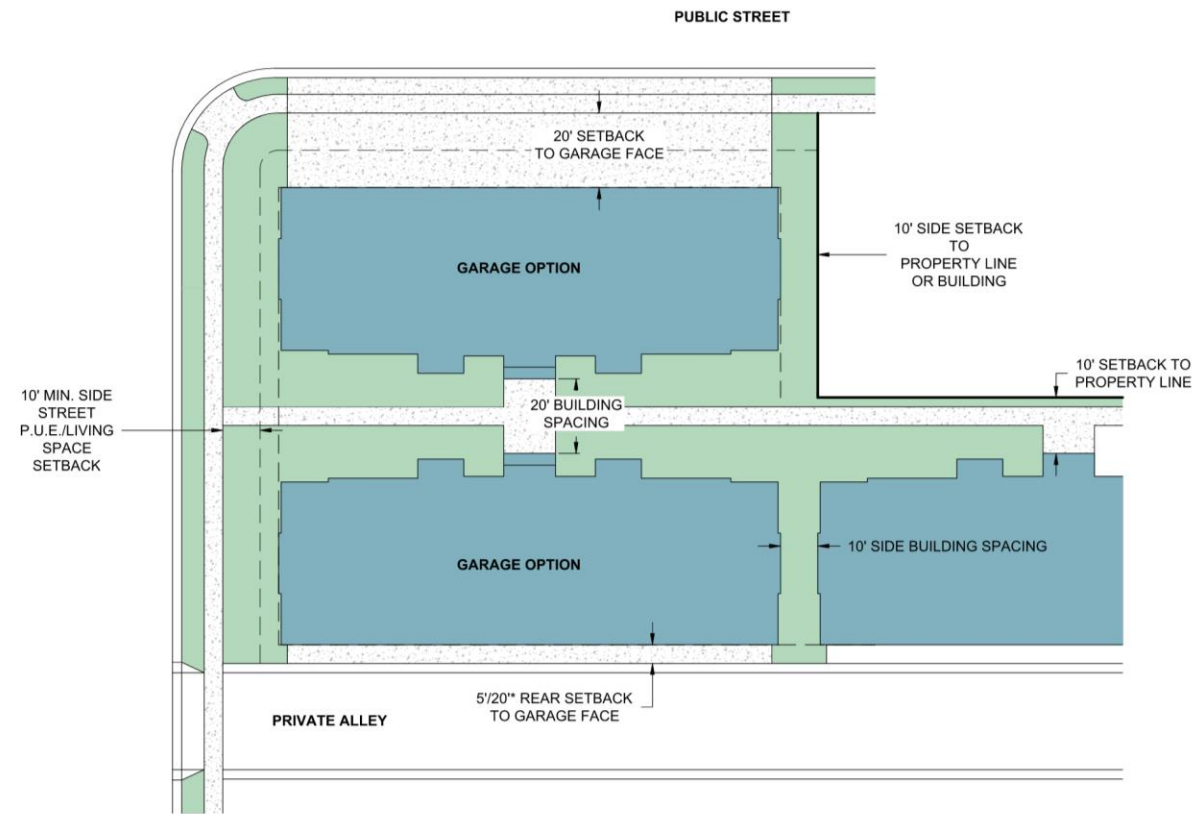 PUBLIC STREET
20' SETBACK
TO GARAGE FACE
10' SIDE SETBACK
TO
PROPERTY LINE
OR BUILDING
GARAGE OPTION
10' SETBACK TO
PROPERTY LINE
10' MIN. SIDE
STREET
P.U.E./LIVING
SPACE
SETBACK
20' BUILDING
SPACING
10' SIDE BUILDING SPACING
GARAGE OPTION
5'/20'* REAR SETBACK
TO GARAGE FACE
PRIVATE ALLEY